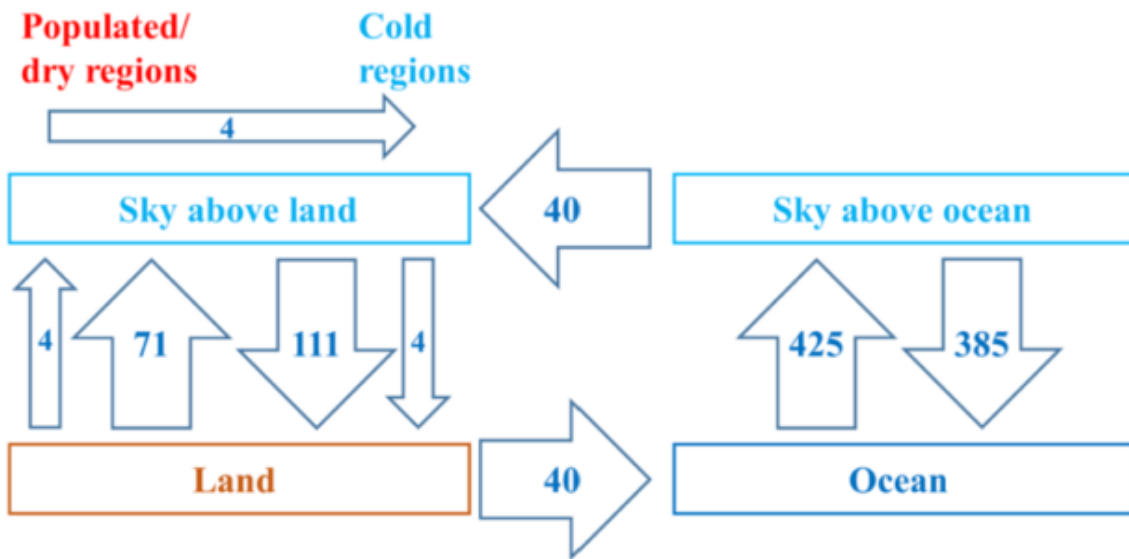 Populated/
dry regions
Cold
regions
4
Sky above land
40
Sky above ocean
4
71
111
4
425
385
Land
40
Ocean